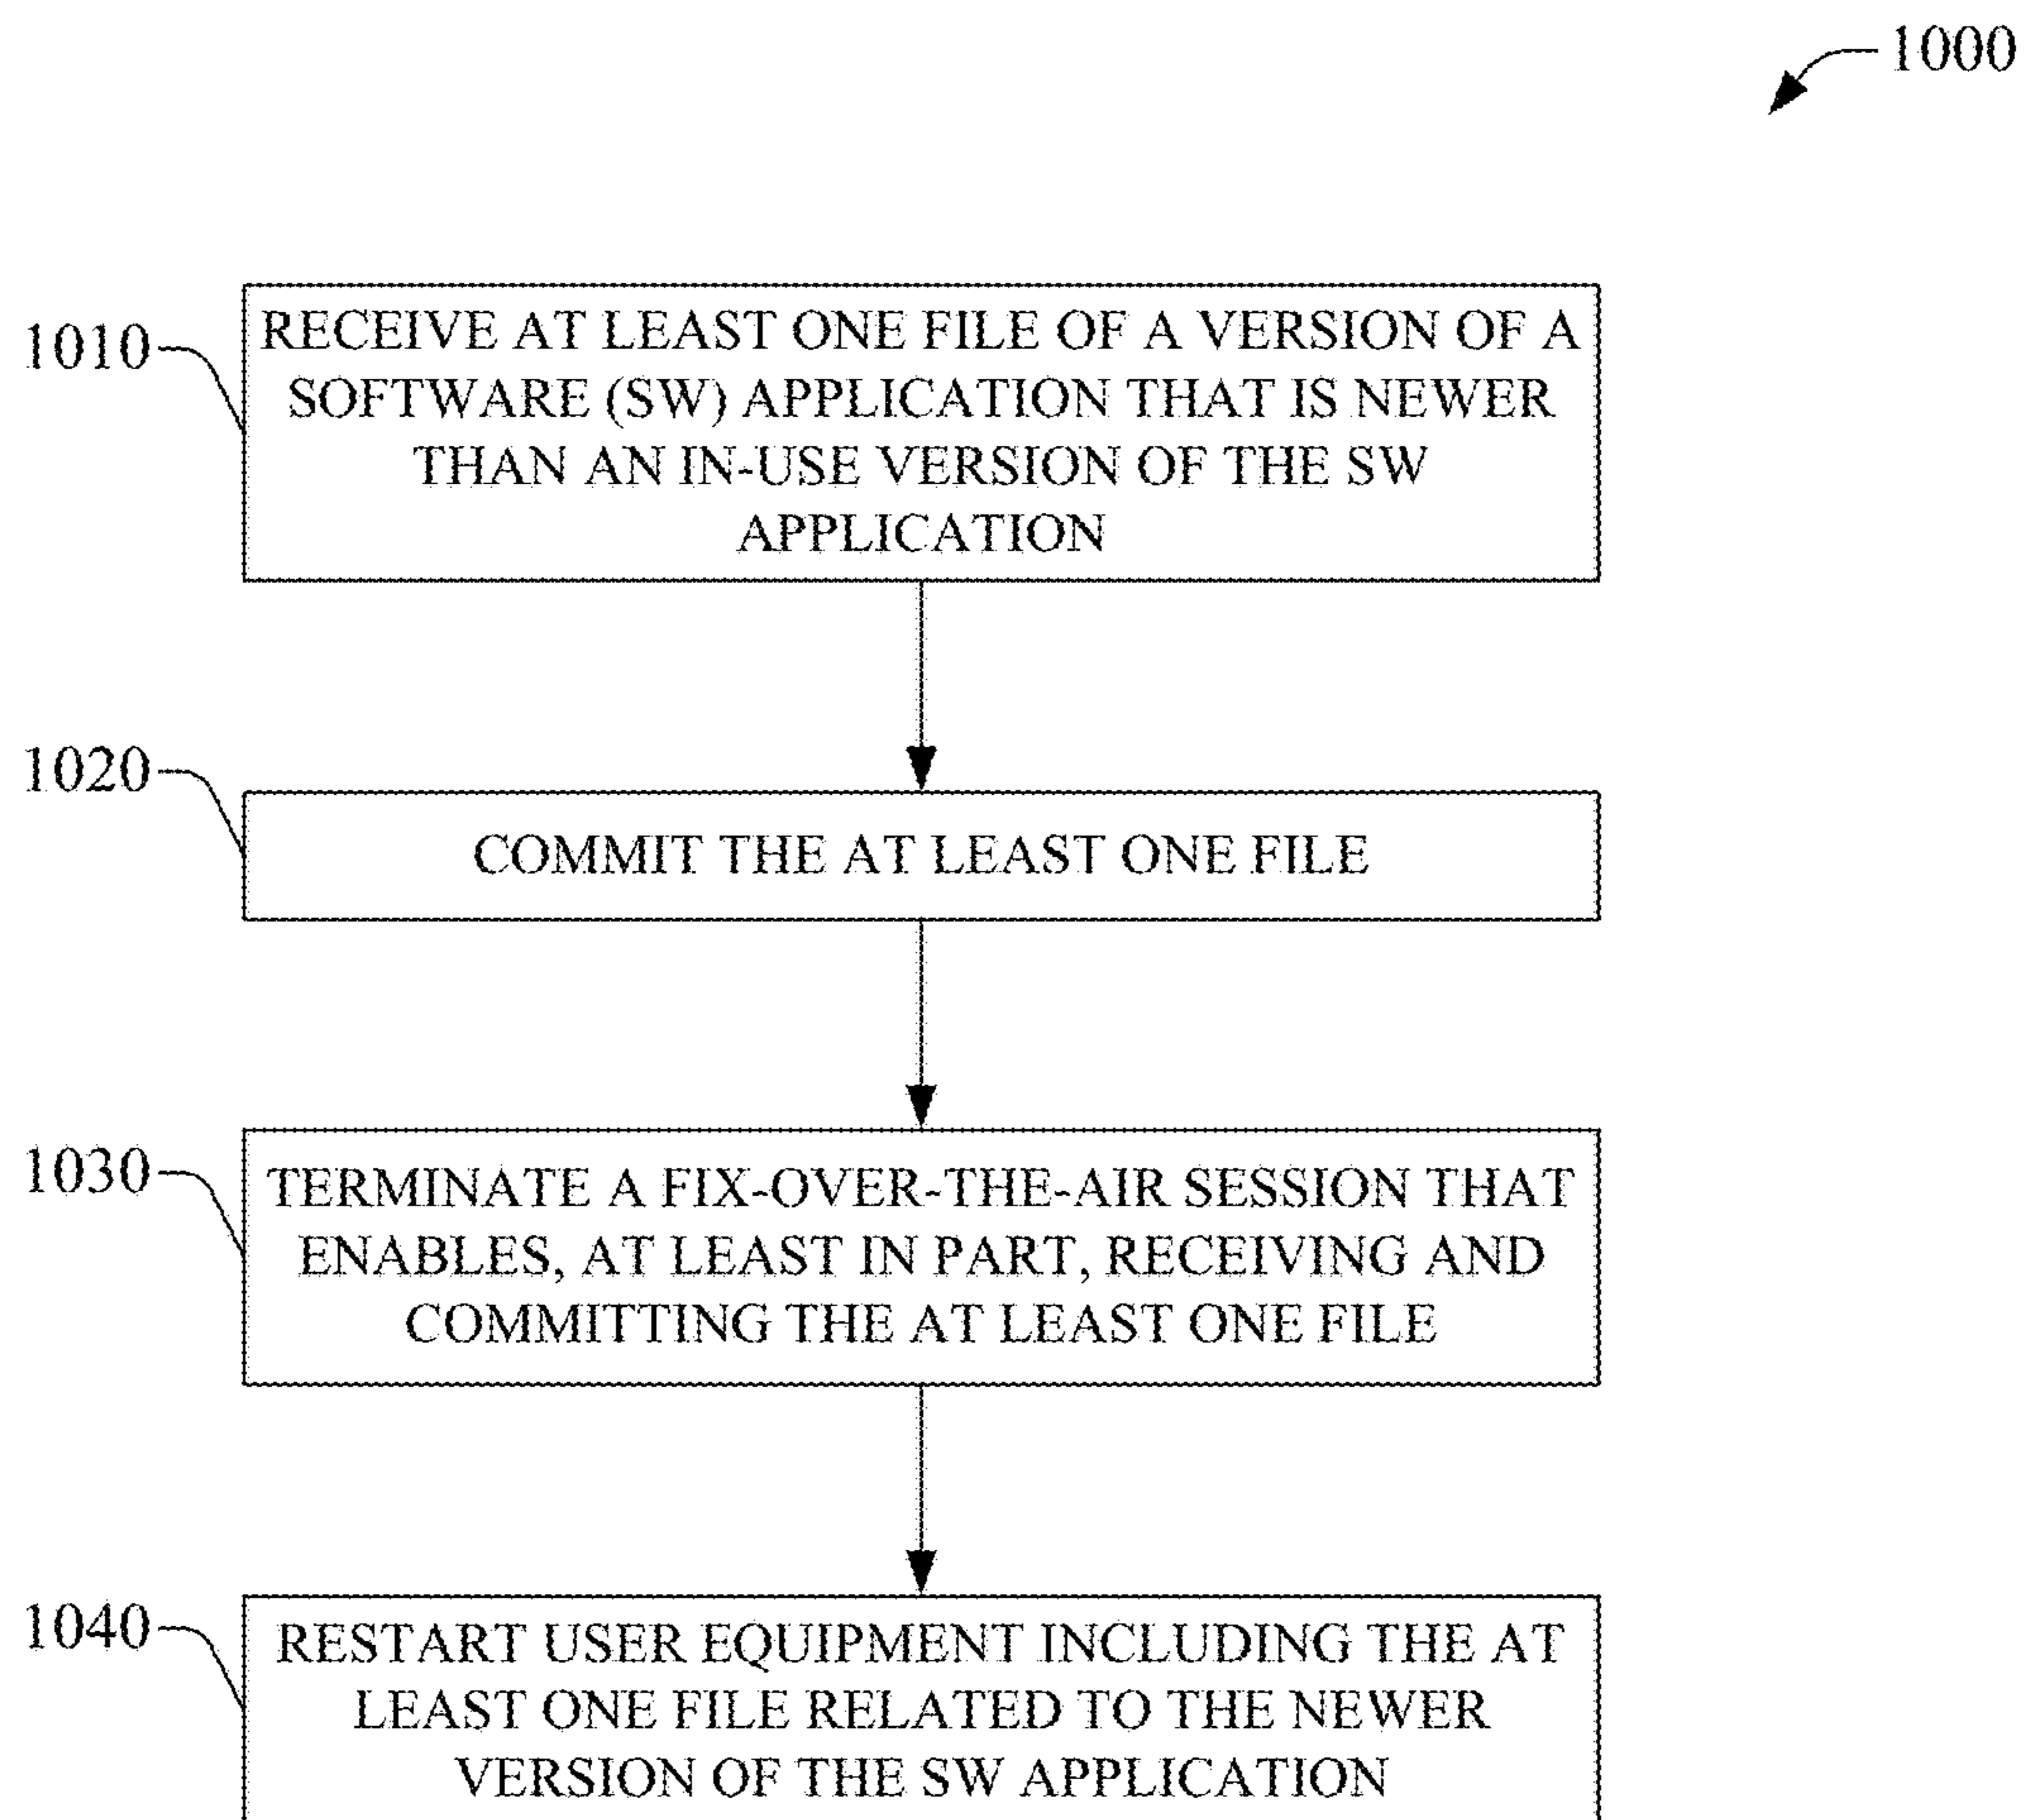 1000
1010
RECEIVE AT LEAST ONE FILE OF A VERSION OF A
SOFTWARE (SW) APPLICATION THAT IS NEWER
THAN AN IN-USE VERSION OF THE SW
APPLICATION
1020
COMMIT THE AT LEAST ONE FILE
1030
TERMINATE A FIX-OVER-THE-AIR SESSION THAT
ENABLES, AT LEAST IN PART, RECEIVING AND
COMMITTING THE AT LEAST ONE FILE
1040
RESTART USER EQUIPMENT INCLUDING THE AT
LEAST ONE FILE RELATED TO THE NEWER
VERSION OF THE SW APPLICATION